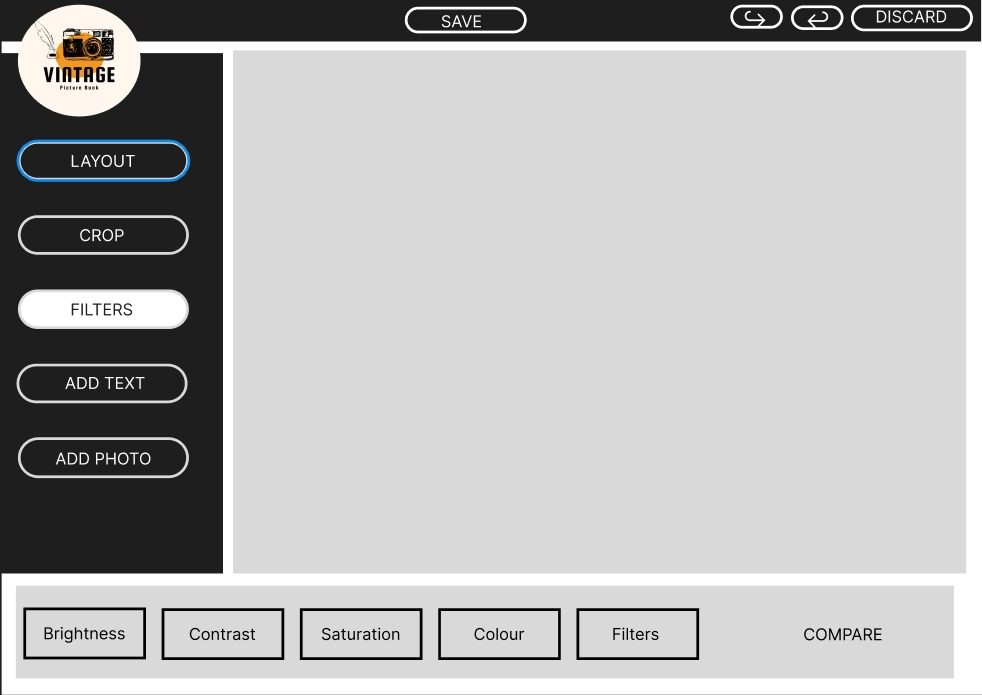 SAVE
DISCARD
VINTAGE
Picture Book
LAYOUT
CROP
FILTERS
ADD TEXT
ADD PHOTO
Brightness
Contrast
Saturation
Colour
Filters
COMPARE